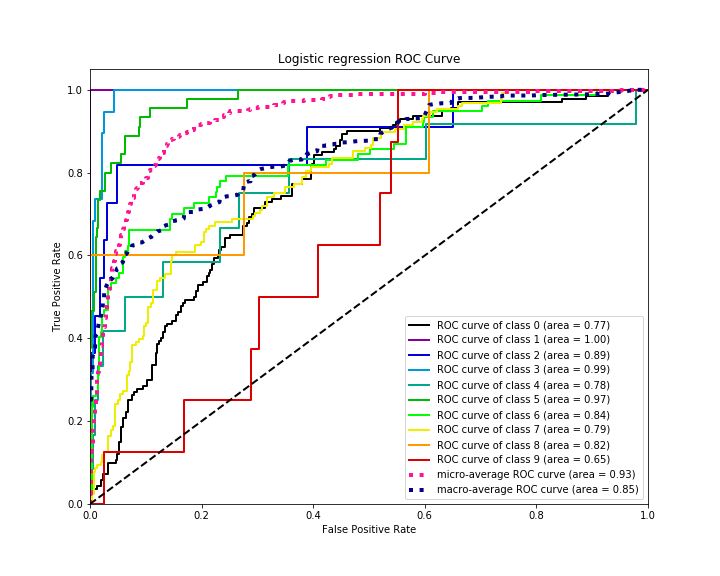 Logistic regression ROC Curve
True Positive Rate
1.0
0.8
0.6
0.4
0.2
0.0
ROC curve of class 0 (area = 0.77)
ROC curve of class 1 (area = 1.00)
ROC curve of class 2 (area = 0.89)
ROC curve of class 3 (area = 0.99)
ROC curve of class 4 (area = 0.78)
ROC curve of class 5 (area = 0.97)
ROC curve of class 6 (area = 0.84)
ROC curve of class 7 (area = 0.79)
ROC curve of class 8 (area = 0.82)
ROC curve of class 9 (area = 0.65)
micro-average ROC curve (area = 0.93)
macro-average ROC curve (area = 0.85)
0.0 0.2 0.4 0.6 0.8 1.0
False Positive Rate